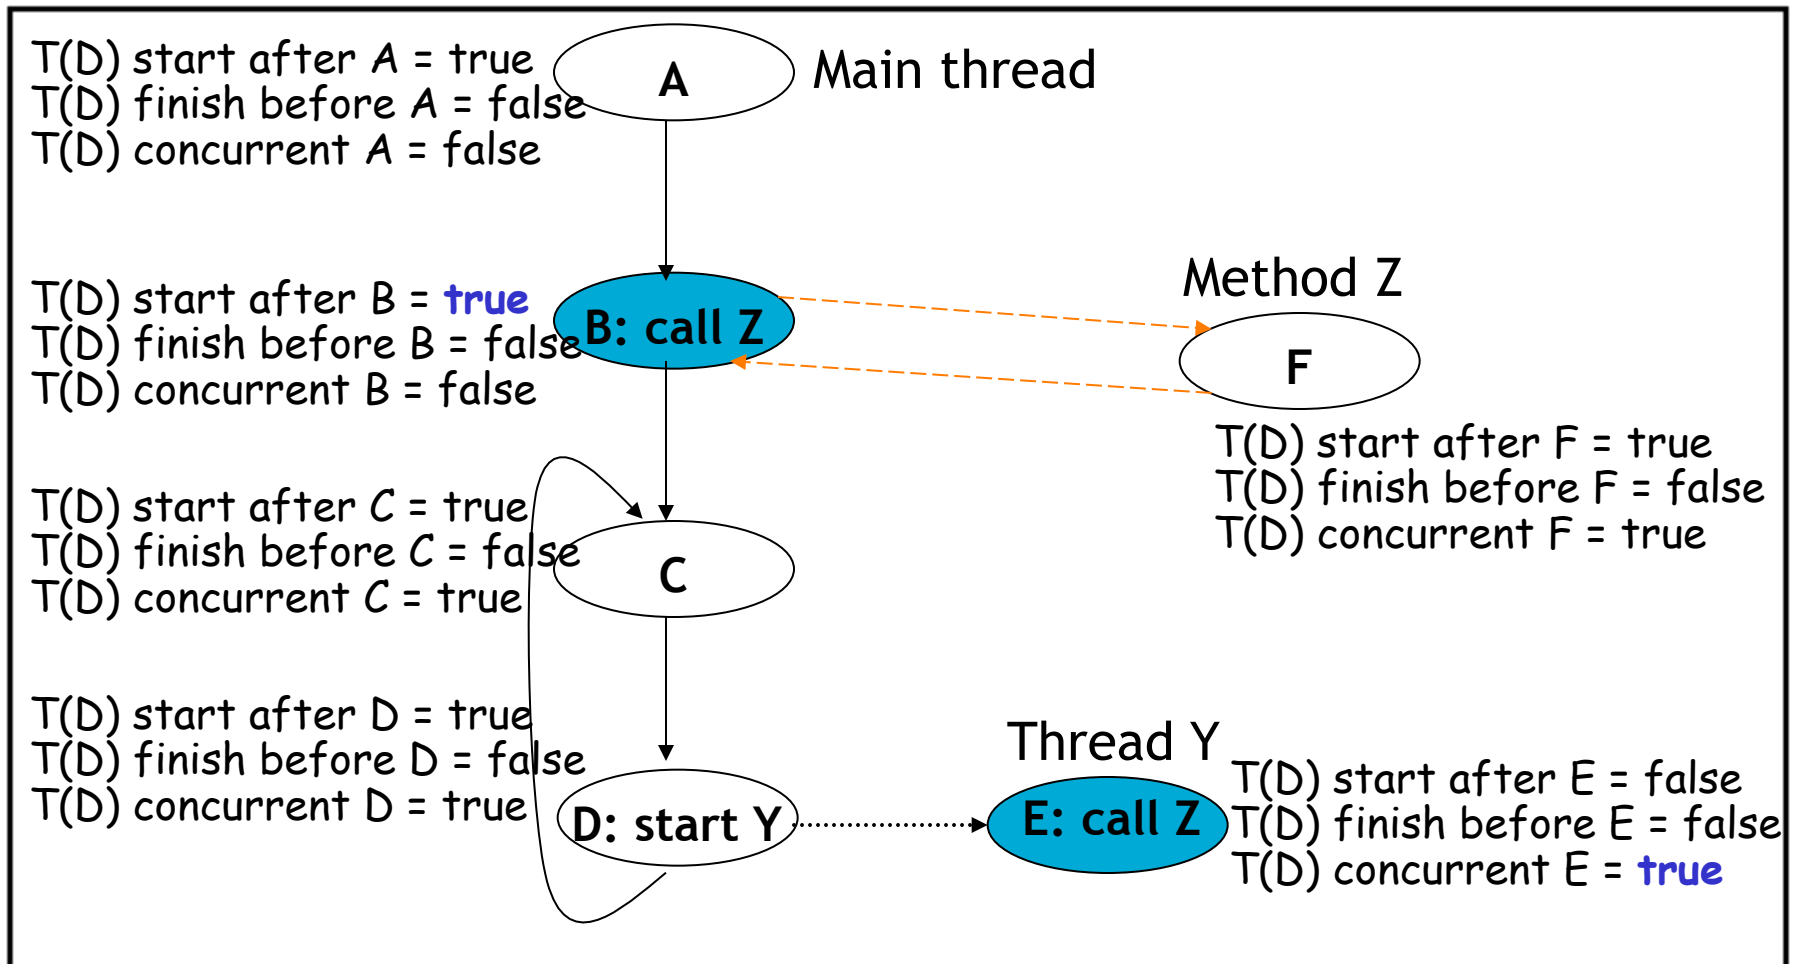 T(D) start after A = true
T(D) finish before A = false
T(D) concurrent A = false
A
Main thread
T(D) start after B = true
T(D) finish before B = false
T(D) concurrent B = false
B: call Z
Method Z
F
T(D) start after F = true
T(D) finish before F = false
T(D) concurrent F = true
T(D) start after C = true
T(D) finish before C = false
T(D) concurrent C = true
C
T(D) start after D = true
T(D) finish before D = false
T(D) concurrent D = true
D: start Y
Thread Y
E: call Z
T(D) start after E = false
T(D) finish before E = false
T(D) concurrent E = true